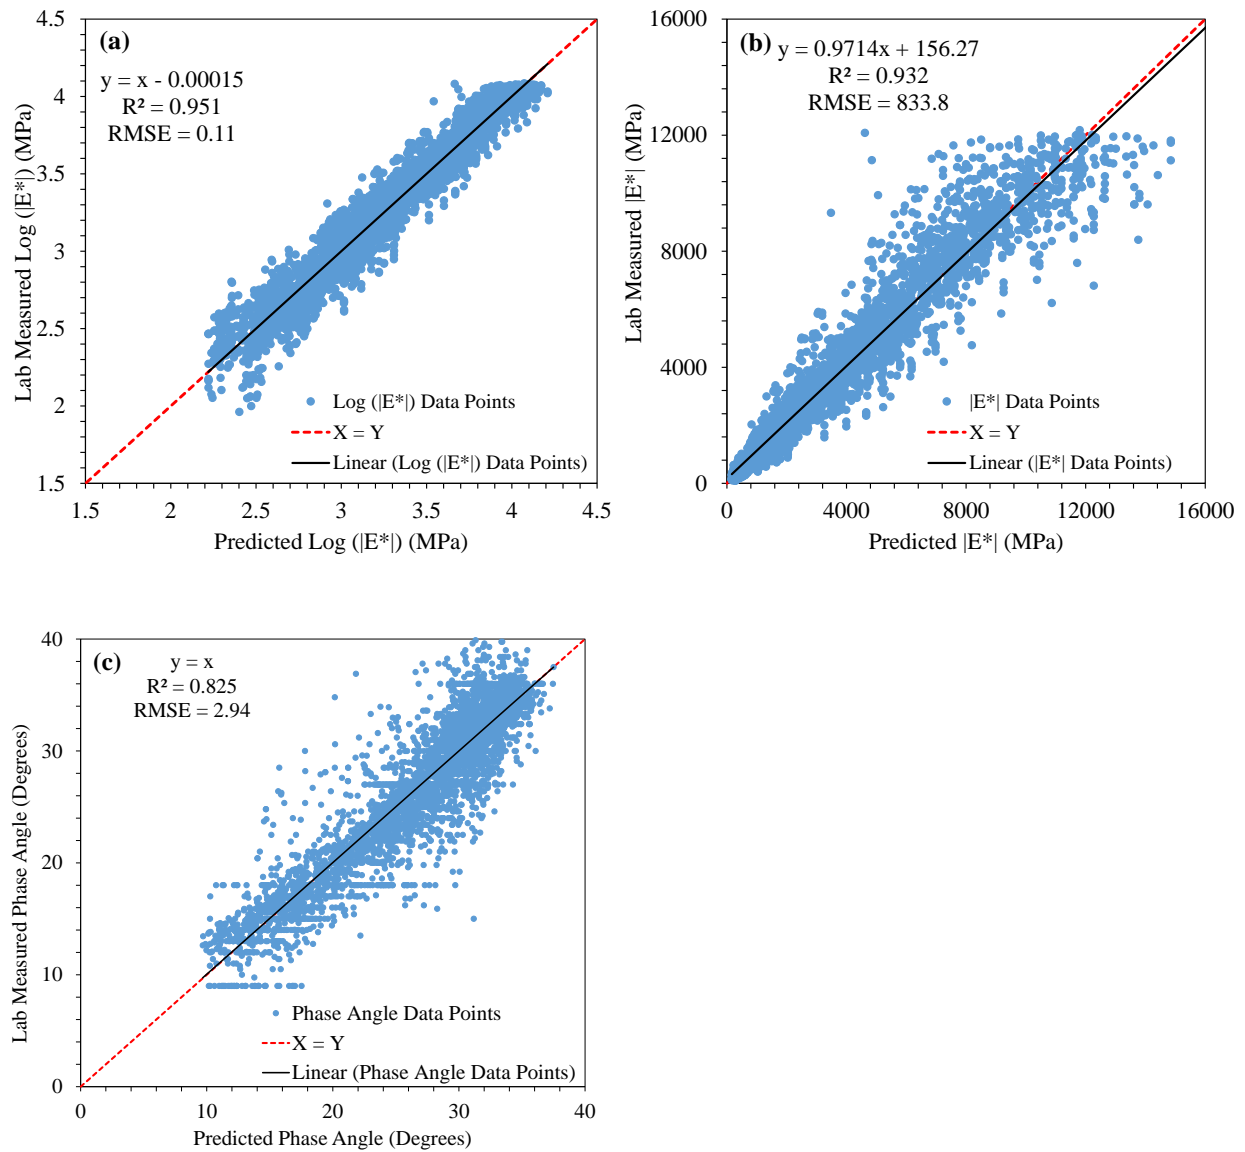 (a)
y = x - 0.00015
R² = 0.951
RMSE = 0.11
4.5
4
3.5
3
2.5
2
1.5
Lab Measured Log (|E*|) (MPa)
Log (|E*|) Data Points
X = Y
Linear (Log (|E*|) Data Points)
1.5 2 2.5 3 3.5 4 4.5
Predicted Log (|E*|) (MPa)
(b)
y = 0.9714x + 156.27
R² = 0.932
RMSE = 833.8
16000
12000
8000
4000
0
Lab Measured |E*| (MPa)
|E*| Data Points
X = Y
Linear (|E*| Data Points)
0 4000 8000 12000 16000
Predicted |E*| (MPa)
(c)
y = x
R² = 0.825
RMSE = 2.94
40
30
20
10
0
Lab Measured Phase Angle (Degrees)
Phase Angle Data Points
X = Y
Linear (Phase Angle Data Points)
0 10 20 30 40
Predicted Phase Angle (Degrees)